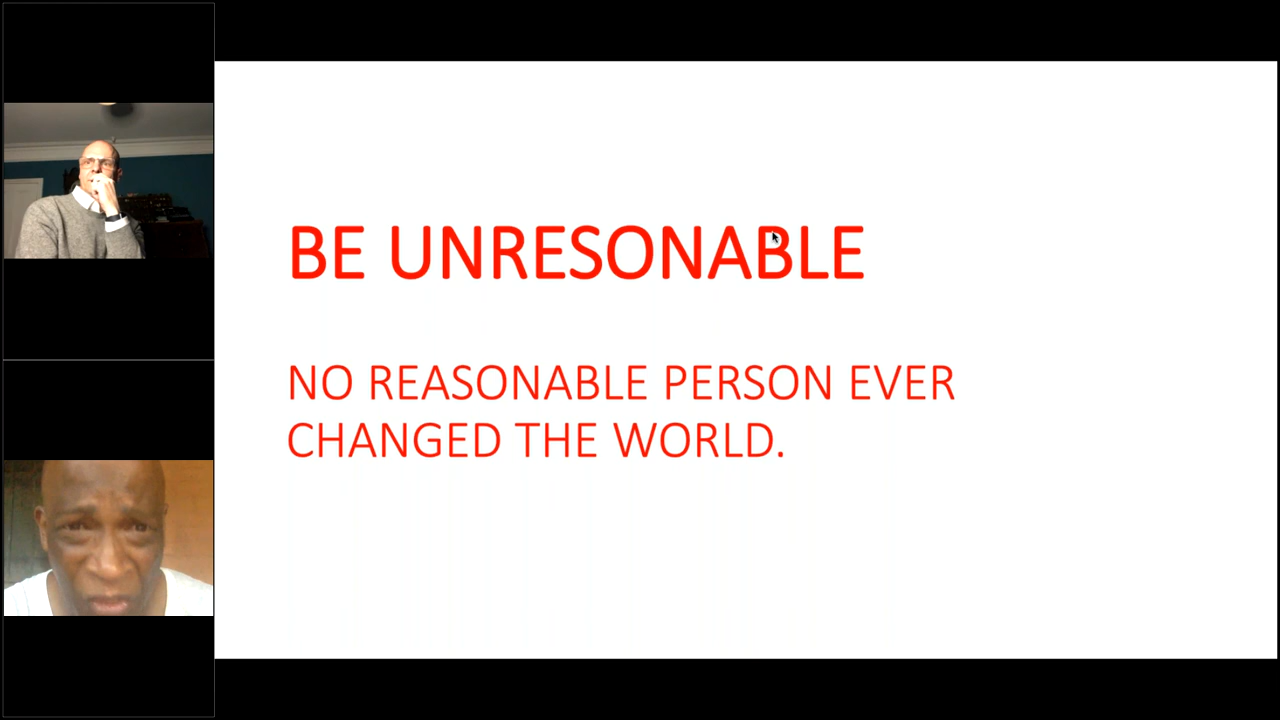 BE UNRESONABLE
NO REASONABLE PERSON EVER
CHANGED THE WORLD.